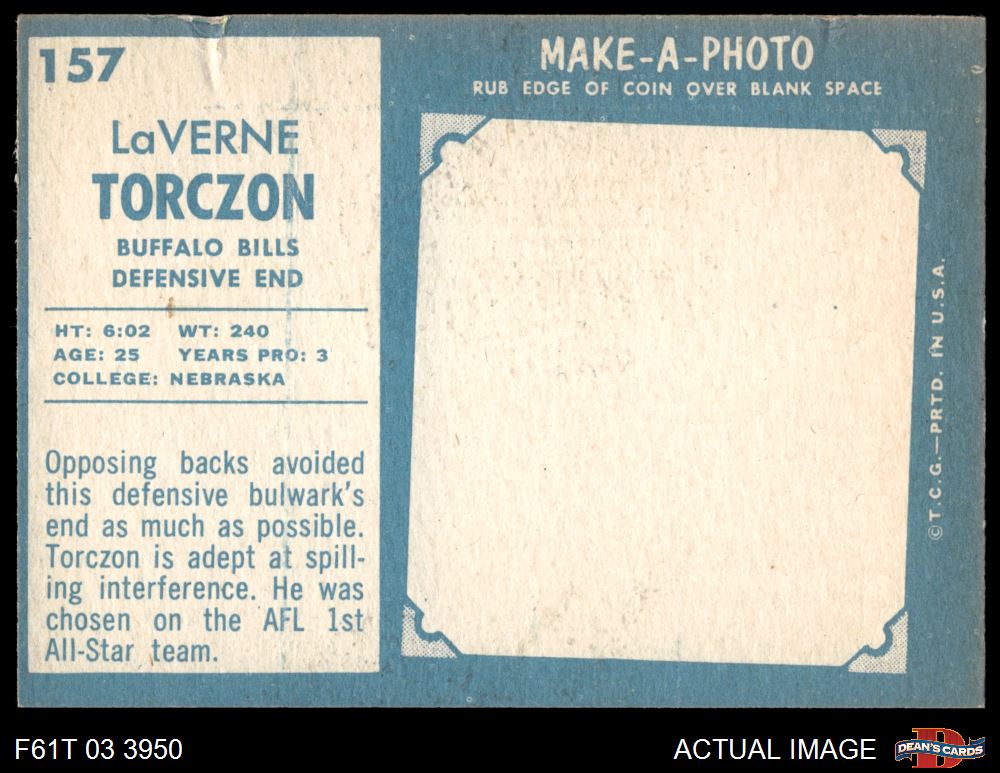 157
LaVERNE
TORCZON
BUFFALO BILLS
DEFENSIVE END
HT: 6:02 WT: 240
AGE: 25 YEARS PRO: 3
COLLEGE: NEBRASKA
Opposing backs avoided
this defensive bulwark's
end as much as possible.
Torczon is adept at spill-
ing interference. He was
chosen on the AFL 1st
All-Star team.
MAKE-A-PHOTO
RUB EDGE OF COIN OVER BLANK SPACE
©T.C.G.—PRTD. IN U.S.A.
F61T 03 3950
ACTUAL IMAGE
D
DEAN'S CARDS